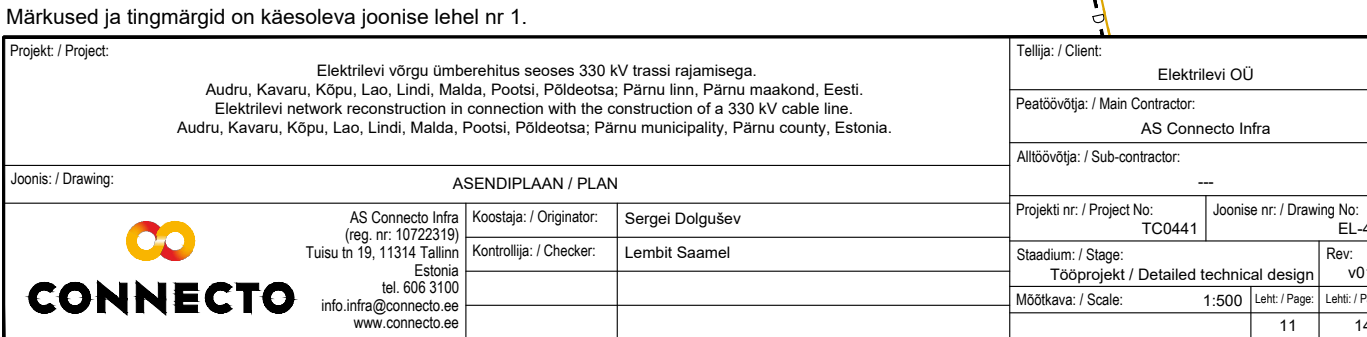 Märkused ja tingmärgid on käesoleva joonise lehel nr 1.
D
Projekt: / Project:
Elektrilevi võrgu ümberehitus seoses 330 kV trassi rajamisega.
Audru, Kavaru, Kõpu, Lao, Lindi, Malda, Pootsi, Põldeotsa; Pärnu linn, Pärnu maakond, Eesti.
Elektrilevi network reconstruction in connection with the construction of a 330 kV cable line.
Audru, Kavaru, Kõpu, Lao, Lindi, Malda, Pootsi, Põldeotsa; Pärnu municipality, Pärnu county, Estonia.
Joonis: / Drawing:
ASENDIPLAAN / PLAN
CONNECTO
AS Connecto Infra
(reg. nr: 10722319)
Tuisu tn 19, 11314 Tallinn
Estonia
tel. 606 3100
info.infra@connecto.ee
www.connecto.ee
Koostaja: / Originator:
Sergei Dolgušev
Kontrollija: / Checker:
Lembit Saamel
Tellija: / Client:
Elektrilevi OÜ
Peatöövõtja: / Main Contractor:
AS Connecto Infra
Alltöövõtja: / Sub-contractor:
---
Projekti nr: / Project No:
TC0441
Joonise nr: / Drawing No:
EL-4
Staadium: / Stage:
Tööprojekt / Detailed technical design
Rev:
v0
Mõõtkava: / Scale:
1:500
Leht: / Page:
11
Lehti: / P
14